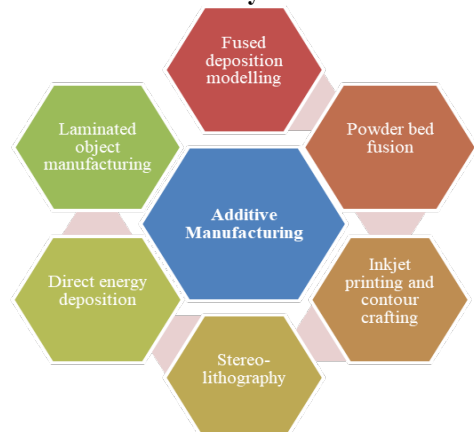 Fused
deposition
modelling
Powder bed
fusion
Inkjet
printing and
contour
crafting
Stereo-
lithography
Direct energy
deposition
Laminated
object
manufacturing
Additive
Manufacturing